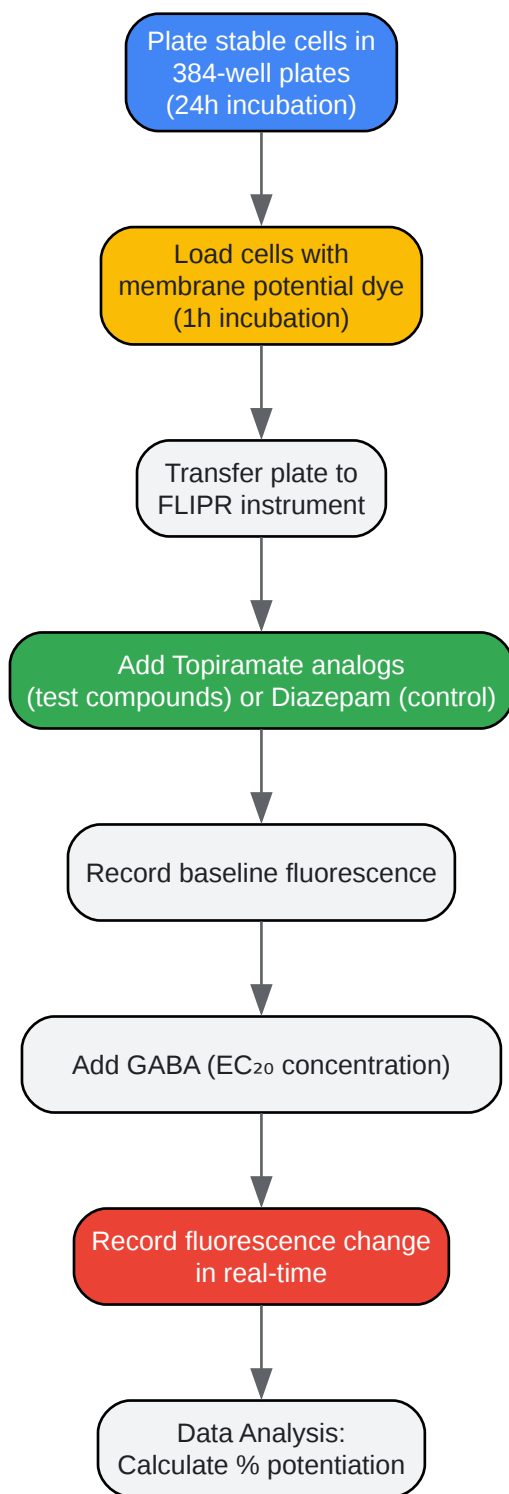 Plate stable cells in
384-well plates
(24h incubation)
Load cells with
membrane potential dye
(1h incubation)
Transfer plate to
FLIPR instrument
Add Topiramate analogs
(test compounds) or Diazepam (control)
Record baseline fluorescence
Add GABA (EC₂₀ concentration)
Record fluorescence change
in real-time
Data Analysis:
Calculate % potentiation